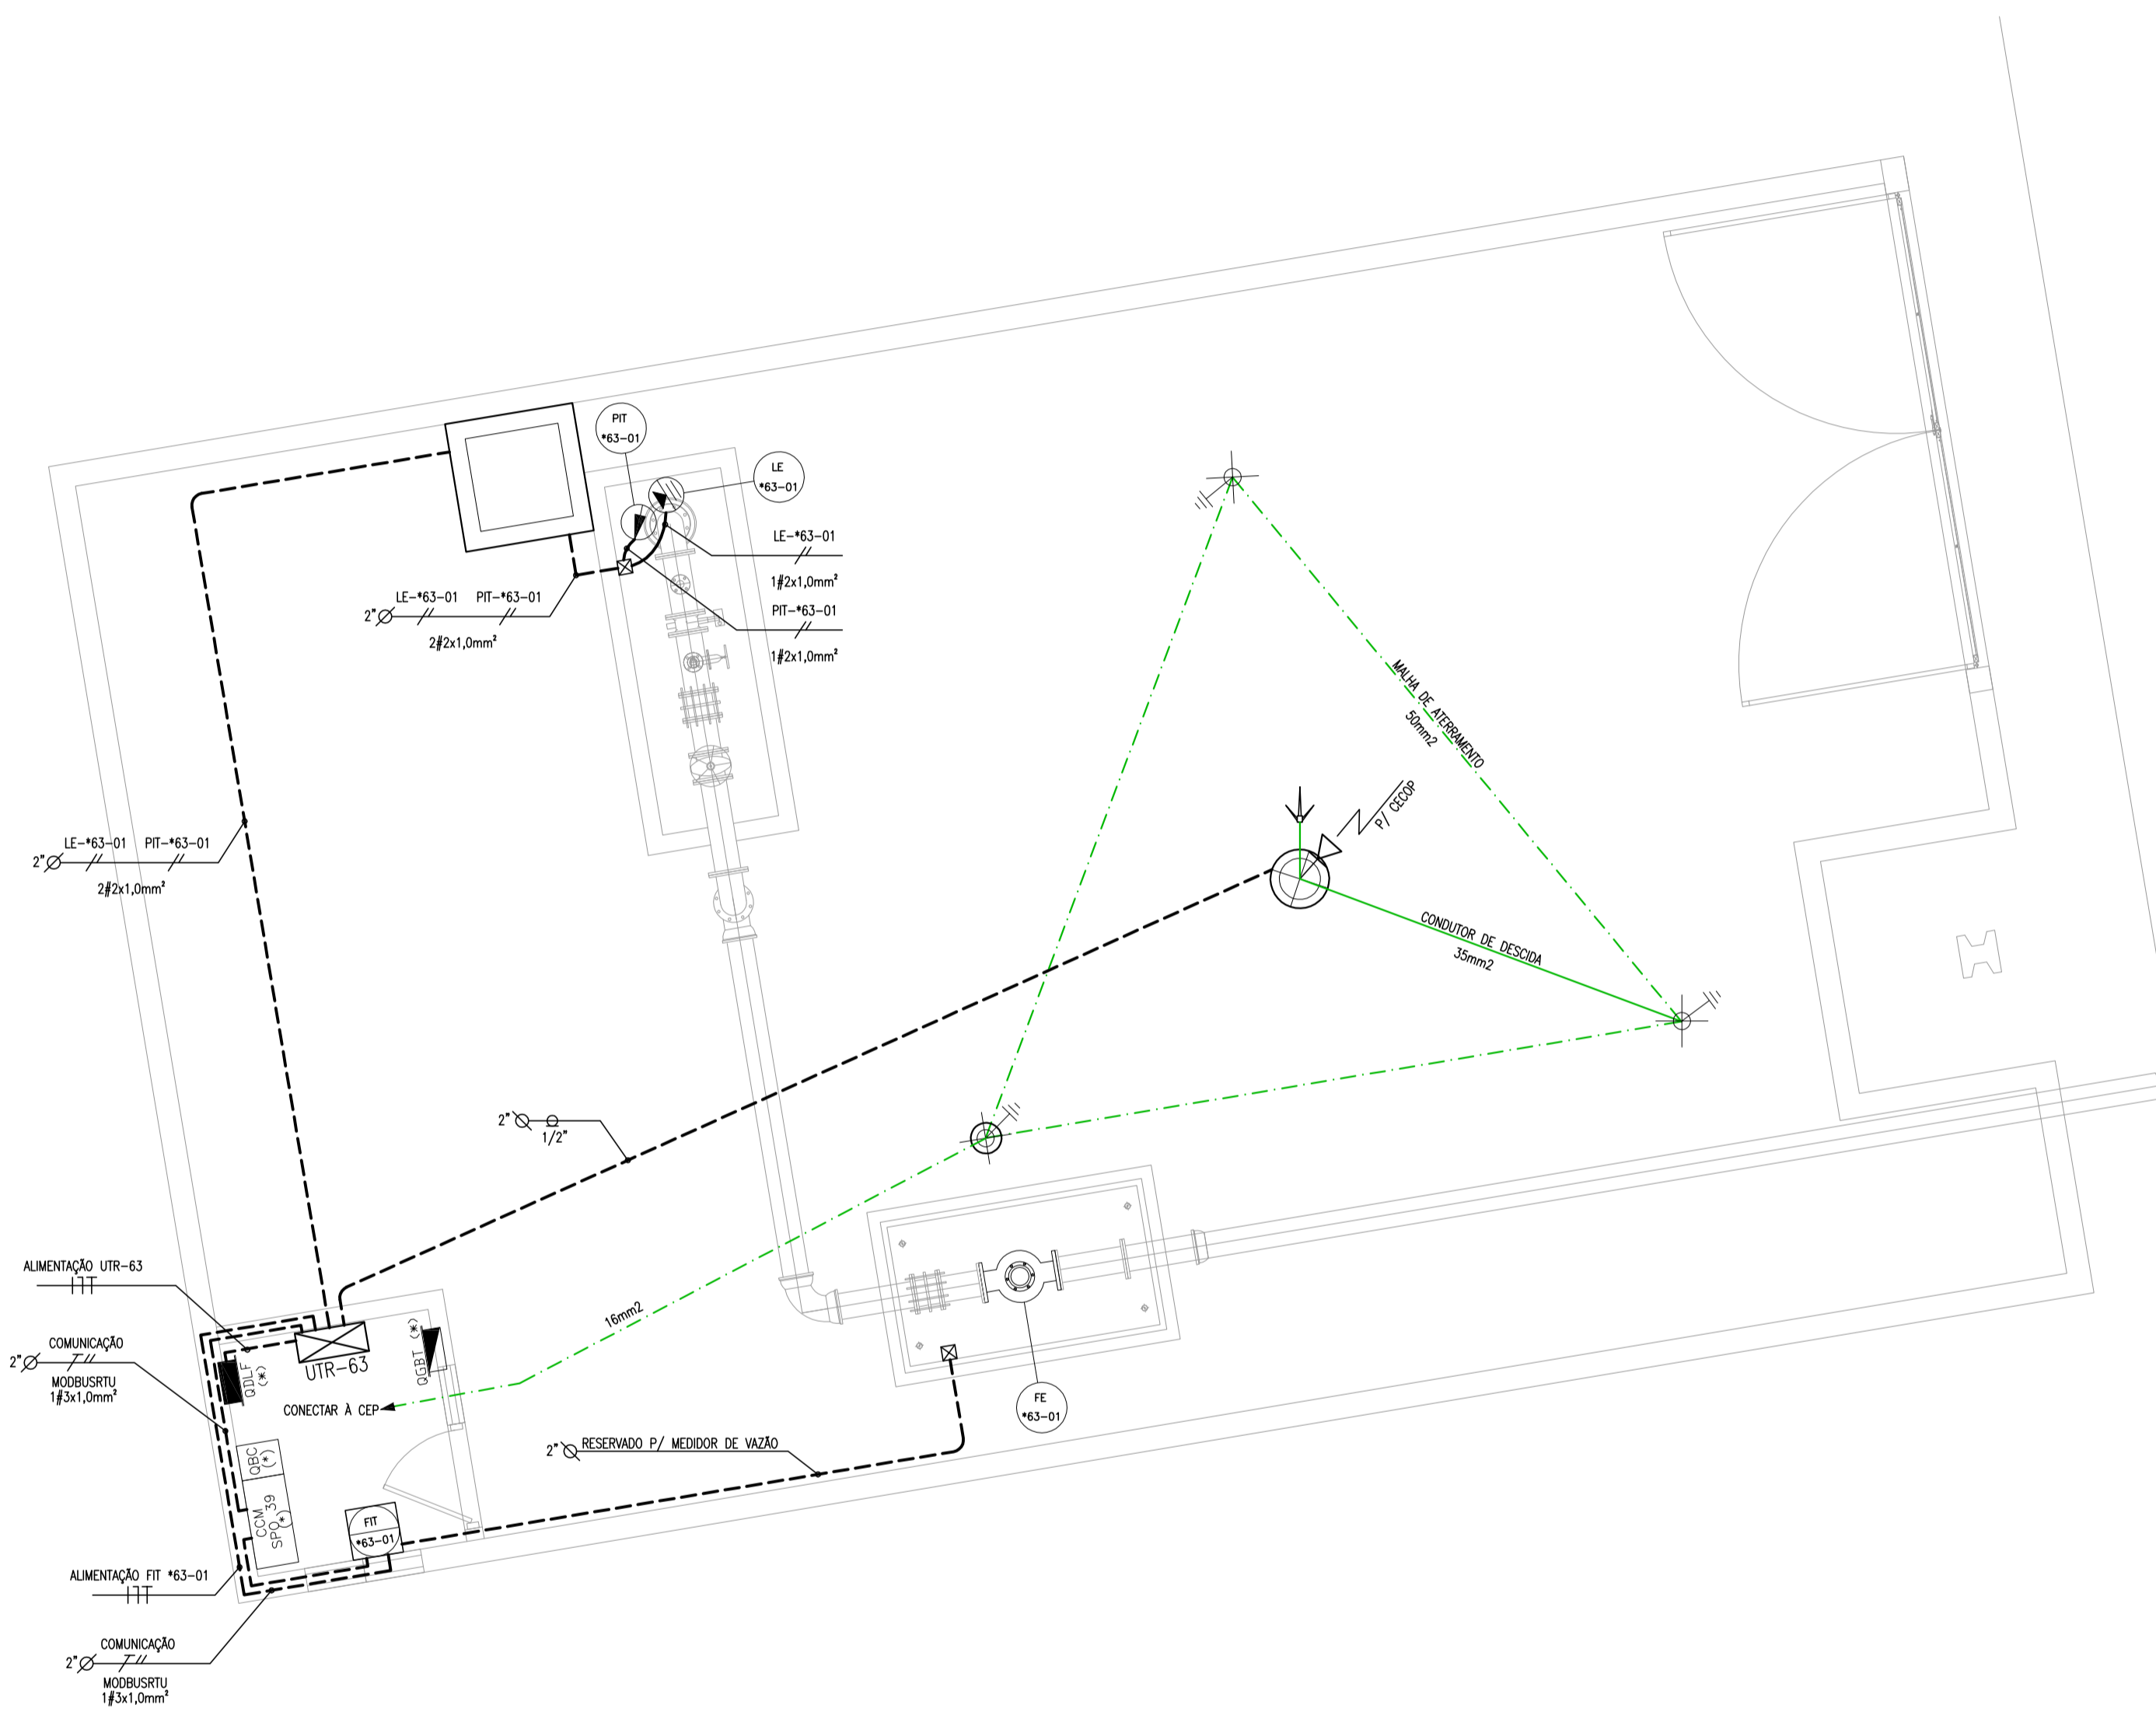 PIT
*63-01
LE
*63-01
LE-*63-01
1#2x1,0mm²
PIT-*63-01
1#2x1,0mm²
2" LE-*63-01 PIT-*63-01
2#2x1,0mm²
MALHA DE ATERRAMENTO
50mm2
P/ CECOP
2" LE-*63-01 PIT-*63-01
2#2x1,0mm²
CONDUTOR DE DESCIDA
35mm2
2"
1/2"
ALIMENTAÇÃO UTR-63
16mm2
COMUNICAÇÃO
2"
MODBUSRTU
1#3x1,0mm²
UTR-63
QDLF
(*)
QGBT (*)
CONECTAR À CEP
FE
*63-01
2" RESERVADO P/ MEDIDOR DE VAZÃO
QBC
(*)
CCM
SPO 39
(*)
FIT
*63-01
ALIMENTAÇÃO FIT *63-01
COMUNICAÇÃO
2"
MODBUSRTU
1#3x1,0mm²